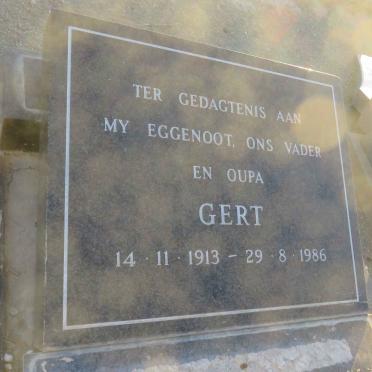 TER GEDAGTENIS AAN
MY EGGENOOT, ONS VADER
EN OUPA
GERT
14 · 11 · 1913 – 29 · 8 · 1986